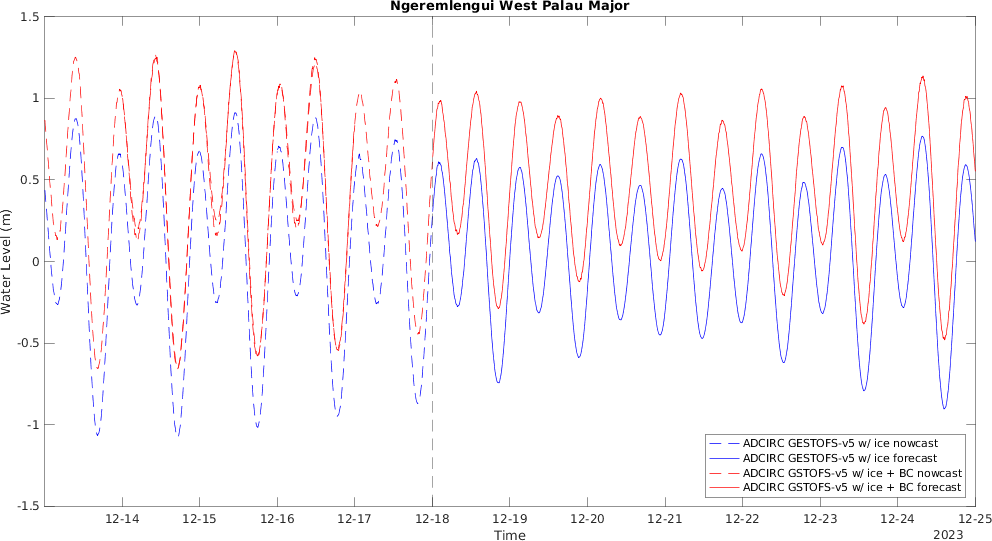 Ngeremlengui West Palau Major
1.5
1
0.5
0
-0.5
-1
-1.5
Water Level (m)
ADCIRC GESTOFS-v5 w/ ice nowcast
ADCIRC GESTOFS-v5 w/ ice forecast
ADCIRC GSTOFS-v5 w/ ice + BC nowcast
ADCIRC GSTOFS-v5 w/ ice + BC forecast
12-14 12-15 12-16 12-17 12-18 12-19 12-20 12-21 12-22 12-23 12-24 12-25
Time
2023